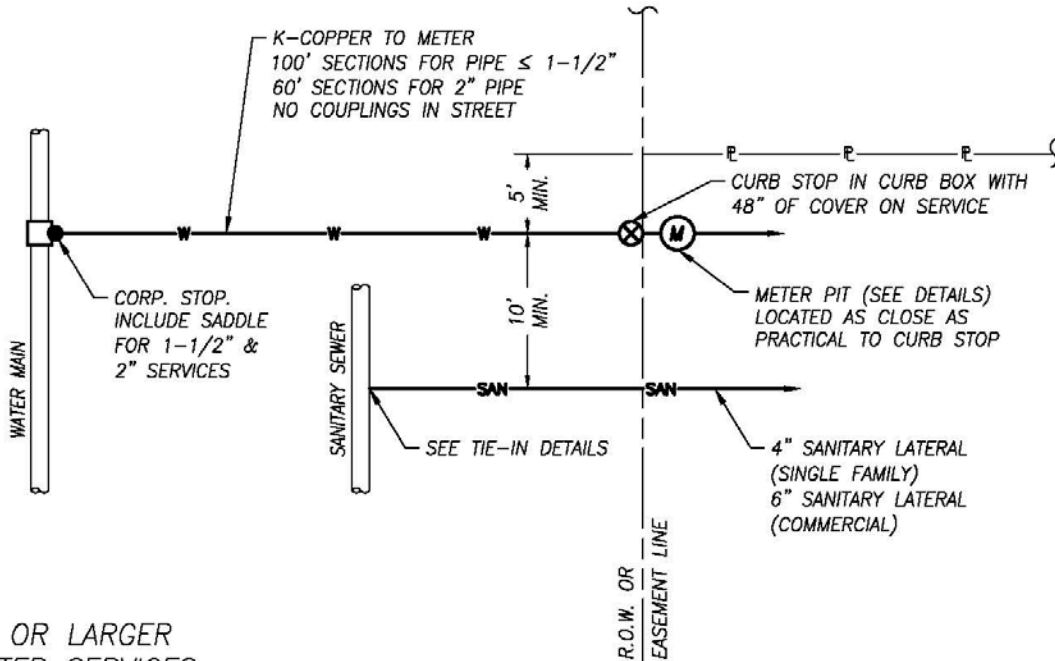 K-COPPER TO METER
100' SECTIONS FOR PIPE ≤ 1-1/2"
60' SECTIONS FOR 2" PIPE
NO COUPLINGS IN STREET
℄ ℄ ℄
5'
MIN.
CURB STOP IN CURB BOX WITH
48" OF COVER ON SERVICE
W W W
M
CORP. STOP.
INCLUDE SADDLE
FOR 1-1/2" &
2" SERVICES
10'
MIN.
METER PIT (SEE DETAILS)
LOCATED AS CLOSE AS
PRACTICAL TO CURB STOP
WATER MAIN
SANITARY SEWER
SAN SAN
SEE TIE-IN DETAILS
4" SANITARY LATERAL
(SINGLE FAMILY)
6" SANITARY LATERAL
(COMMERCIAL)
R.O.W. OR
EASEMENT LINE
OR LARGER